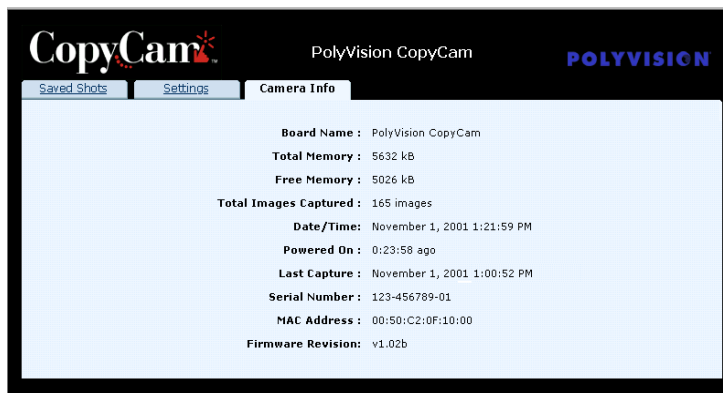 CopyCam™
PolyVision CopyCam
POLYVISION
Saved Shots
Settings
Camera Info
Board Name : PolyVision CopyCam
Total Memory : 5632 kB
Free Memory : 5026 kB
Total Images Captured : 165 images
Date/Time: November 1, 2001 1:21:59 PM
Powered On : 0:23:58 ago
Last Capture : November 1, 2001 1:00:52 PM
Serial Number : 123-456789-01
MAC Address : 00:50:C2:0F:10:00
Firmware Revision: v1.02b